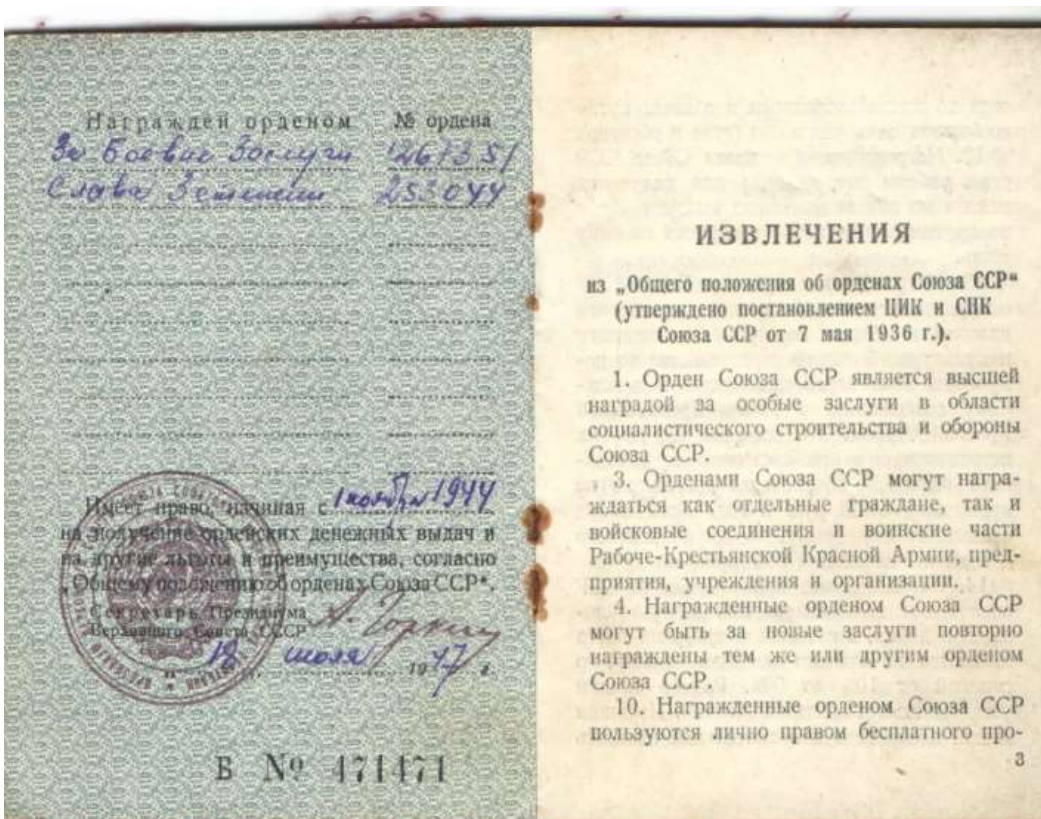 Награжден орденом № ордена
За Боевые Заслуги 267351
Слава 3 степени 253044
Имеет право, начиная с 1 ноября 1944
на получение орденских денежных выдач и
на другие льготы и преимущества, согласно
„Общему положению об орденах Союза ССР“.
Секретарь Президиума
Верховного Совета СССР А. Горкин
18 июля 1947 г.
Б № 471471
ИЗВЛЕЧЕНИЯ
из „Общего положения об орденах Союза ССР“
(утверждено постановлением ЦИК и СНК
Союза ССР от 7 мая 1936 г.).
1. Орден Союза ССР является высшей
наградой за особые заслуги в области
социалистического строительства и обороны
Союза ССР.
3. Орденами Союза ССР могут награ-
ждаться как отдельные граждане, так и
войсковые соединения и воинские части
Рабоче-Крестьянской Красной Армии, пред-
приятия, учреждения и организации.
4. Награжденные орденом Союза ССР
могут быть за новые заслуги повторно
награждены тем же или другим орденом
Союза ССР.
10. Награжденные орденом Союза ССР
пользуются лично правом бесплатного про-
3